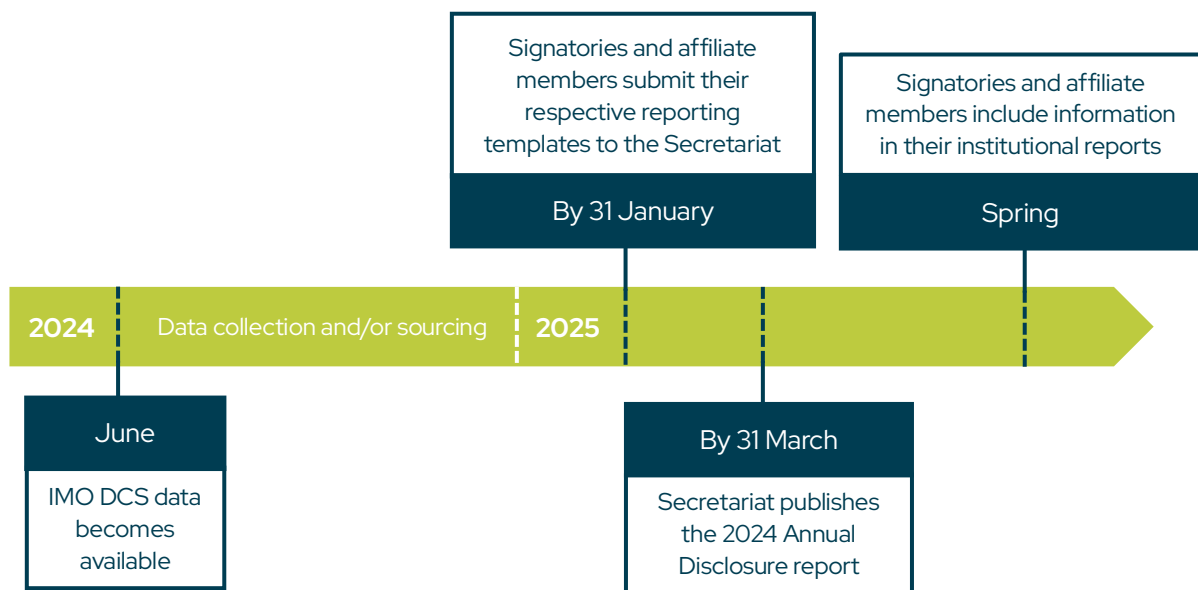 Signatories and affiliate
members submit their
respective reporting
templates to the Secretariat
By 31 January
Signatories and affiliate
members include information
in their institutional reports
Spring
2024
Data collection and/or sourcing
2025
June
IMO DCS data
becomes
available
By 31 March
Secretariat publishes
the 2024 Annual
Disclosure report